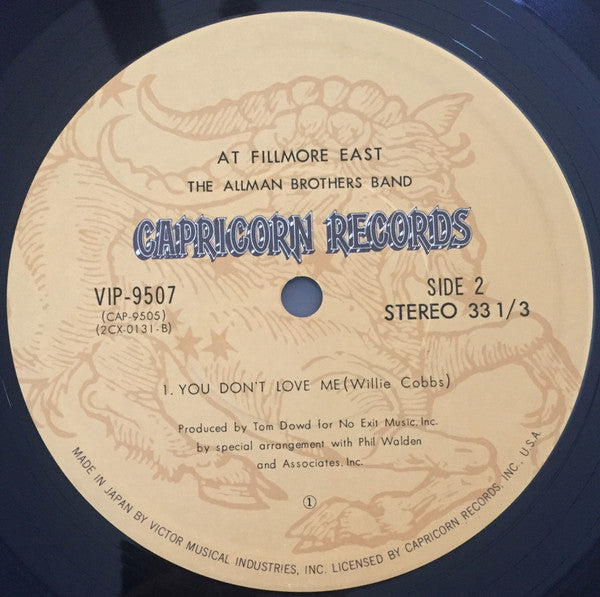 AT FILLMORE EAST
THE ALLMAN BROTHERS BAND
CAPRICORN RECORDS
VIP-9507
(CAP-9505)
(2CX-0131-B)
SIDE 2
STEREO 33 1/3
1. YOU DON'T LOVE ME (Willie Cobbs)
Produced by Tom Dowd for No Exit Music, Inc.
by special arrangement with Phil Walden
and Associates, Inc.
①
MADE IN JAPAN BY VICTOR MUSICAL INDUSTRIES, INC. LICENSED BY CAPRICORN RECORDS, INC. U.S.A